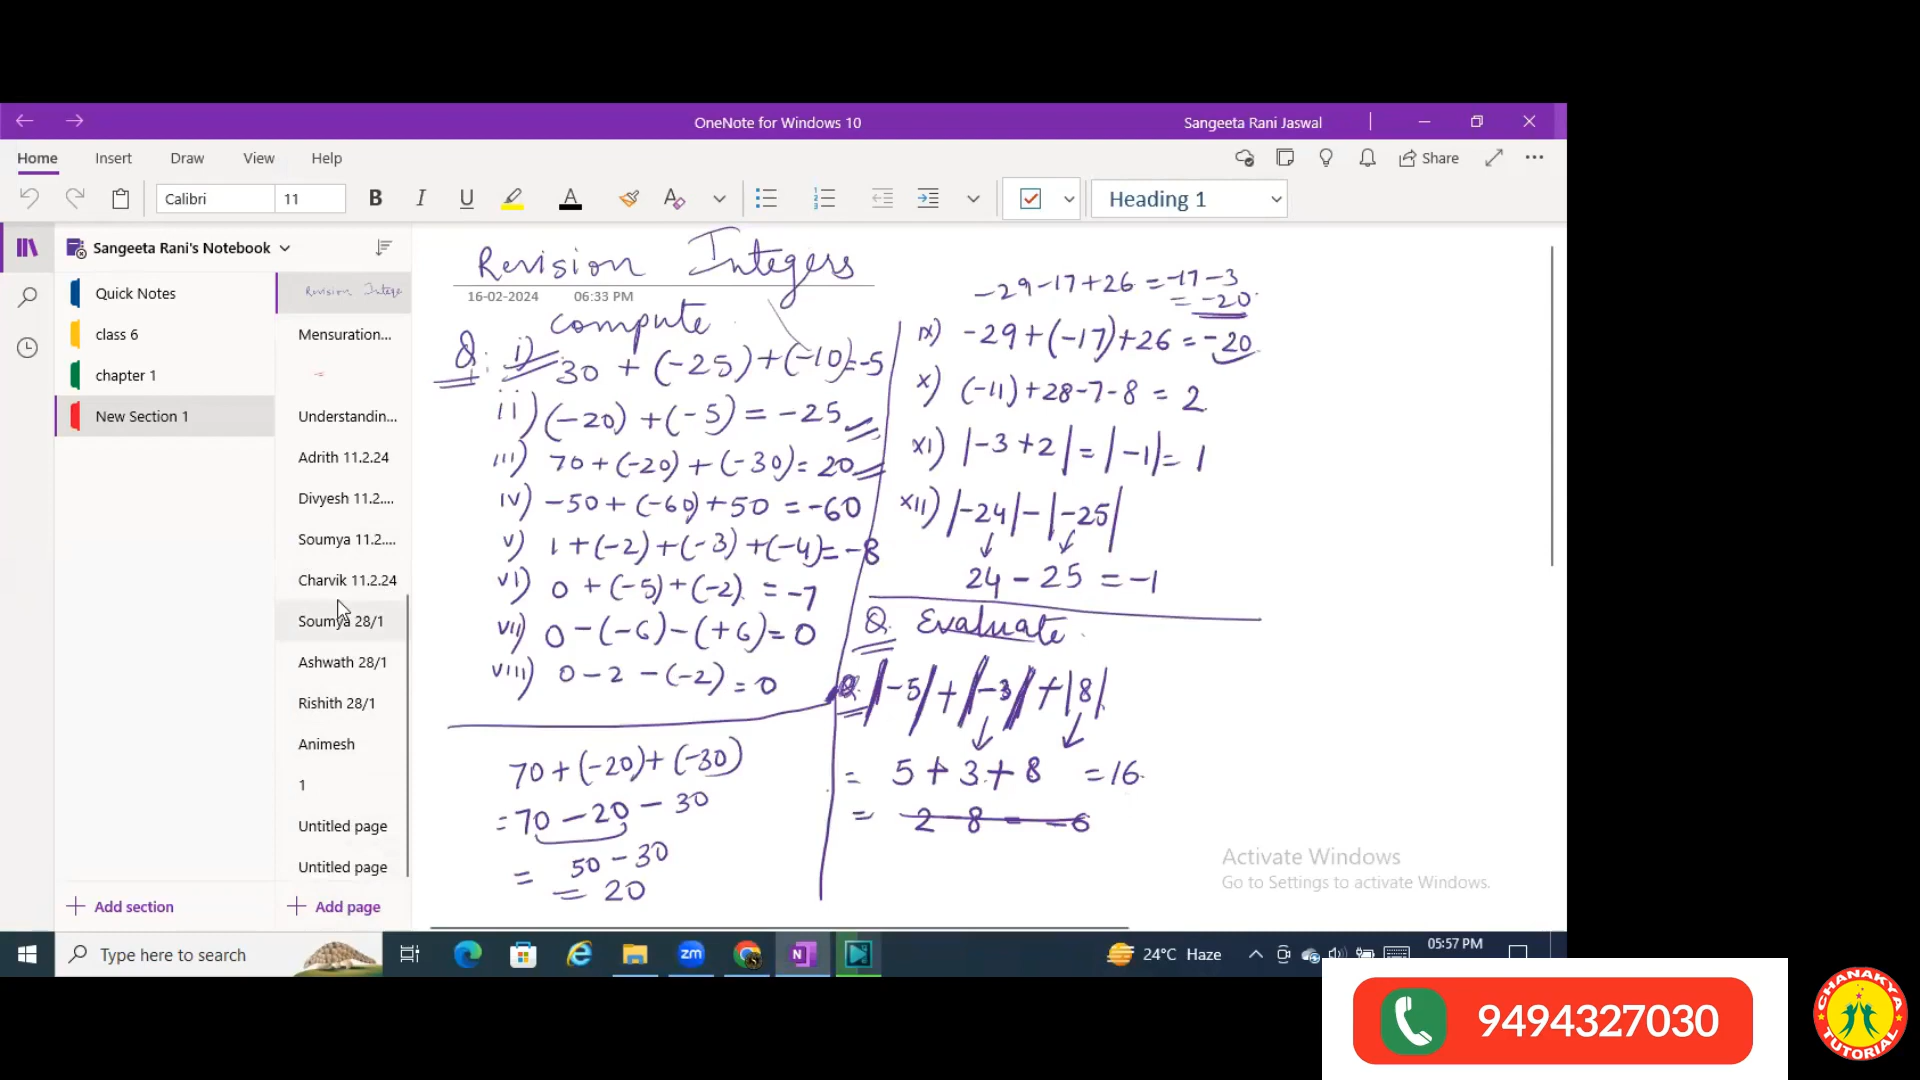 OneNote for Windows 10
Sangeeta Rani Jaswal
Home Insert Draw View Help
Share
Calibri 11 B I U A A Heading 1
Sangeeta Rani's Notebook
Quick Notes
class 6
chapter 1
New Section 1
Add section
Revision Intege
Mensuration...
Understandin...
Adrith 11.2.24
Divyesh 11.2....
Soumya 11.2....
Charvik 11.2.24
Soumya 28/1
Ashwath 28/1
Rishith 28/1
Animesh
1
Untitled page
Untitled page
Add page
Revision Integers
16-02-2024 06:33 PM
compute
Q: i) 30 + (-25) + (-10) = -5
ii) (-20) + (-5) = -25
iii) 70 + (-20) + (-30) = 20
iv) -50 + (-60) + 50 = -60
v) 1 + (-2) + (-3) + (-4) = -8
vi) 0 + (-5) + (-2) = -7
vii) 0 - (-6) - (+6) = 0
viii) 0 - 2 - (-2) = 0
70 + (-20) + (-30)
= 70 - 20 - 30
= 50 - 30
= 20
-29 - 17 + 26 = -17 - 3
= -20
ix) -29 + (-17) + 26 = -20
x) (-11) + 28 - 7 - 8 = 2
xi) |-3 + 2| = |-1| = 1
xii) |-24| - |-25|
24 - 25 = -1
Q. Evaluate
Q. |-5| + |-3| + |8|
= 5 + 3 + 8 = 16
= 2 - 8 = -6
Activate Windows
Go to Settings to activate Windows.
Type here to search
zm
N
24°C Haze
05:57 PM
9494327030
CHANAKYA
TUTORIAL